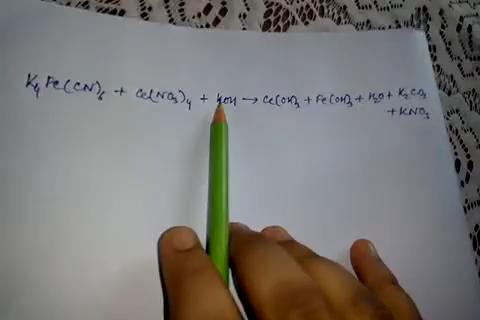 K₄Fe(CN)₆ + Ce(NO₃)₄ + KOH → Ce(OH)₃ + Fe(OH)₃ + H₂O + K₂CO₃
+ KNO₃